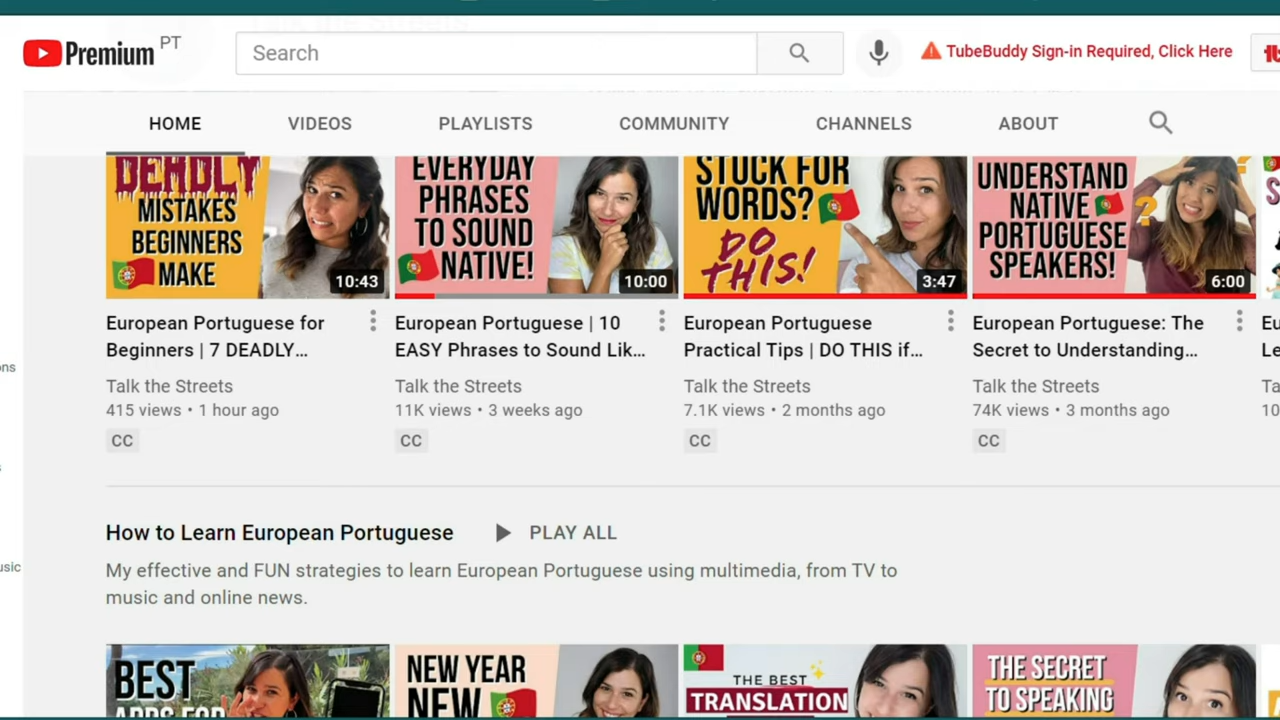 Premium PT
Search
TubeBuddy Sign-in Required, Click Here
HOME
VIDEOS
PLAYLISTS
COMMUNITY
CHANNELS
ABOUT
DEADLY
MISTAKES
BEGINNERS
MAKE
10:43
EVERYDAY
PHRASES
TO SOUND
NATIVE!
10:00
STUCK FOR
WORDS?
DO
THIS!
3:47
UNDERSTAND
NATIVE
PORTUGUESE
SPEAKERS!
6:00
European Portuguese for
Beginners | 7 DEADLY...
Talk the Streets
415 views • 1 hour ago
CC
European Portuguese | 10
EASY Phrases to Sound Lik...
Talk the Streets
11K views • 3 weeks ago
CC
European Portuguese
Practical Tips | DO THIS if...
Talk the Streets
7.1K views • 2 months ago
CC
European Portuguese: The
Secret to Understanding...
Talk the Streets
74K views • 3 months ago
CC
How to Learn European Portuguese
PLAY ALL
My effective and FUN strategies to learn European Portuguese using multimedia, from TV to
music and online news.
BEST
APPS FOR
NEW YEAR
NEW
THE BEST
TRANSLATION
THE SECRET
TO SPEAKING